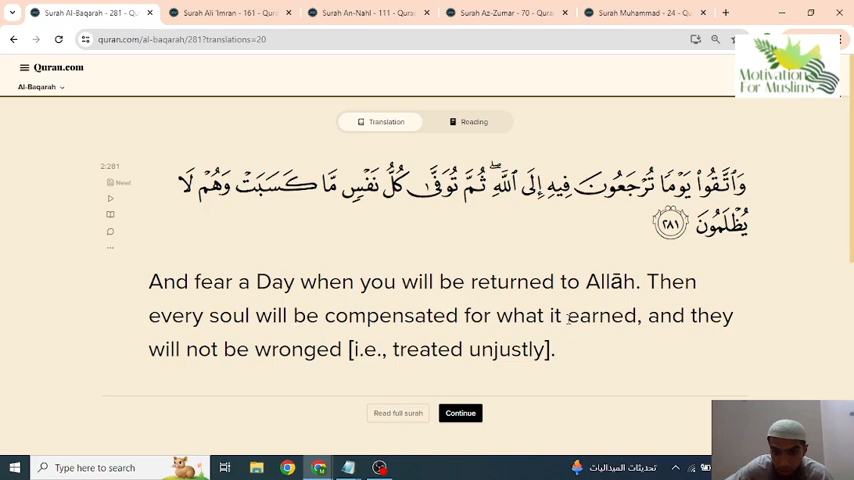 Surah Al-Baqarah - 281 - Qura
Surah Ali 'Imran - 161 - Quran
Surah An-Nahl - 111 - Quran
Surah Az-Zumar - 70 - Quran
Surah Muhammad - 24 - Quran
quran.com/al-baqarah/281?translations=20
Motivation
For Muslims
Quran.com
Al-Baqarah
Translation
Reading
2:281
New!
وَٱتَّقُوا۟ يَوْمًا تُرْجَعُونَ فِيهِ إِلَى ٱللَّهِ ۖ ثُمَّ تُوَفَّىٰ كُلُّ نَفْسٍ مَّا كَسَبَتْ وَهُمْ لَا
يُظْلَمُونَ ٢٨١
And fear a Day when you will be returned to Allāh. Then
every soul will be compensated for what it earned, and they
will not be wronged [i.e., treated unjustly].
Read full surah
Continue
Type here to search
تحديثات الميداليات